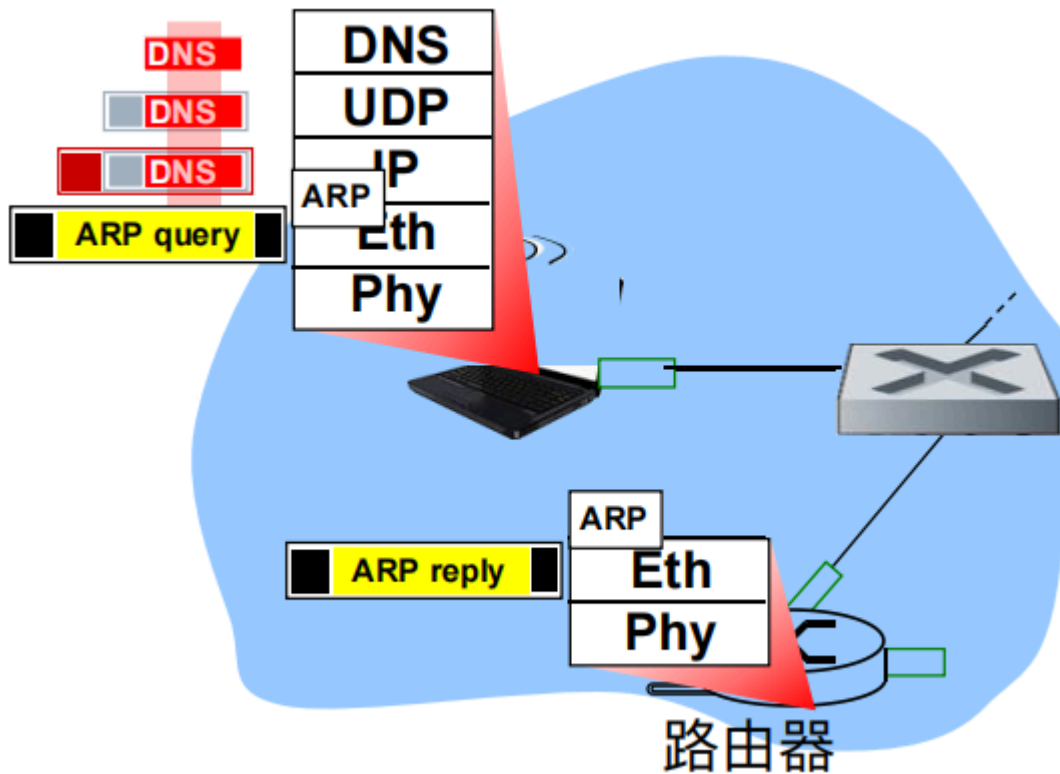 DNS
DNS
DNS
ARP query
DNS
UDP
IP
ARP
Eth
Phy
ARP
ARP reply
Eth
Phy
路由器